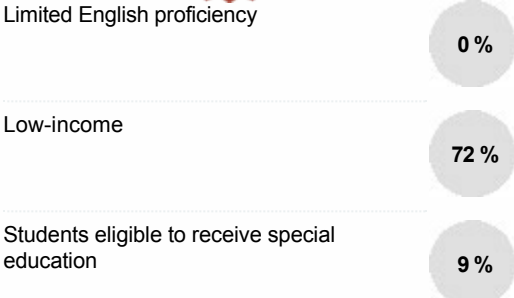 Limited English proficiency
0 %
Low-income
72 %
Students eligible to receive special
education
9 %